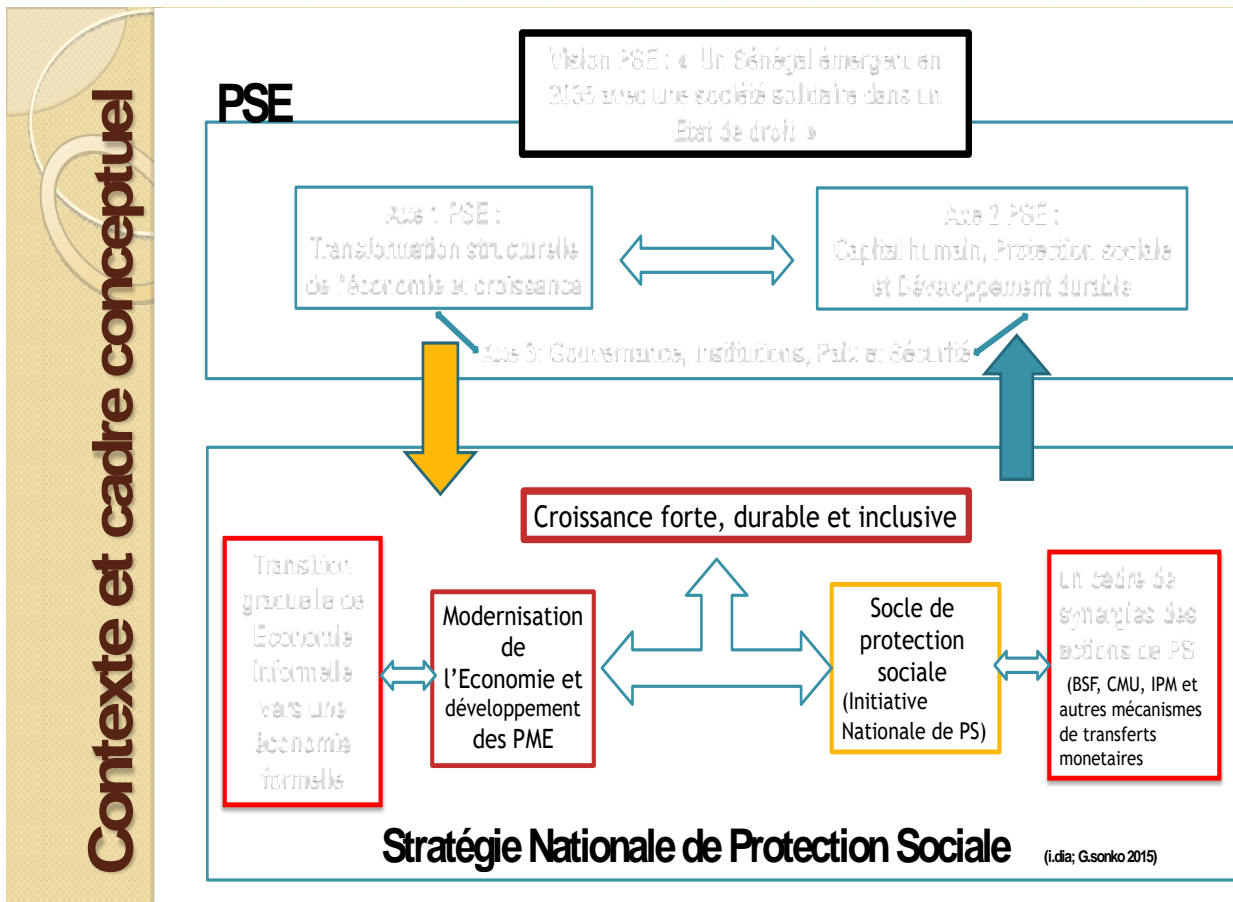 Contexte et cadre conceptuel
PSE
Vision PSE : « Un Sénégal émergent en
2035 avec une société solidaire dans un
Etat de droit »
Axe 1 PSE :
Transformation structurelle
de l'économie et croissance
Axe 2 PSE :
Capital humain, Protection sociale
et Développement durable
Axe 3: Gouvernance, Institutions, Paix et Sécurité
Croissance forte, durable et inclusive
Transition
graduelle de
Economie
Informelle
vers une
économie
formelle
Modernisation
de
l'Economie et
développement
des PME
Socle de
protection
sociale
(Initiative
Nationale de PS)
un cadre de
synergies des
actions de PS
(BSF, CMU, IPM et
autres mécanismes
de transferts
monetaires
Stratégie Nationale de Protection Sociale (i.dia; G.sonko 2015)